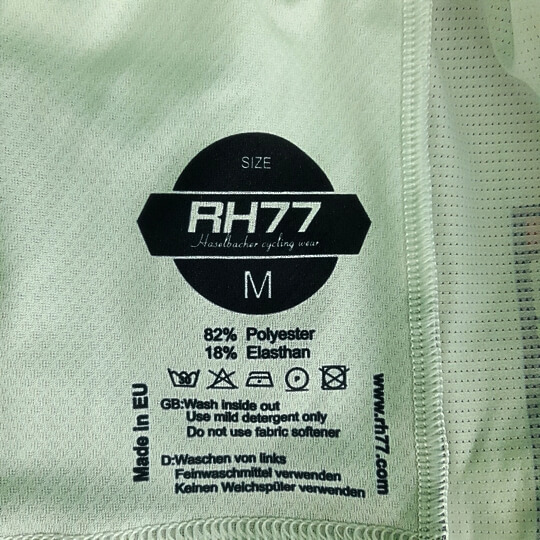 SIZE
RH77
Haselbacher cycling wear
M
82% Polyester
18% Elasthan
30
P
Made in EU
GB:Wash inside out
Use mild detergent only
Do not use fabric softener
D:Waschen von links
Feinwaschmittel verwenden
Keinen Weichspüler verwenden
www.rh77.com